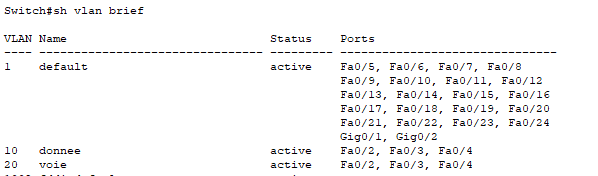 Switch#sh vlan brief
VLAN Name Status Ports
---- -------------------------------- --------- -------------------------------
1 default active Fa0/5, Fa0/6, Fa0/7, Fa0/8
Fa0/9, Fa0/10, Fa0/11, Fa0/12
Fa0/13, Fa0/14, Fa0/15, Fa0/16
Fa0/17, Fa0/18, Fa0/19, Fa0/20
Fa0/21, Fa0/22, Fa0/23, Fa0/24
Gig0/1, Gig0/2
10 donnee active Fa0/2, Fa0/3, Fa0/4
20 voie active Fa0/2, Fa0/3, Fa0/4